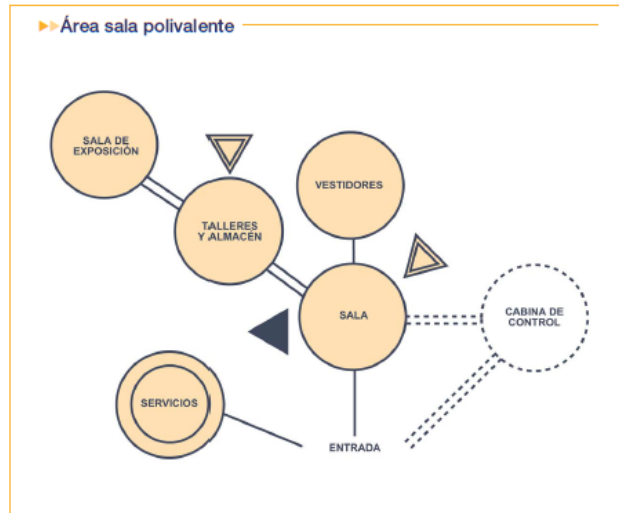 Área sala polivalente
SALA DE
EXPOSICIÓN
TALLERES
Y ALMACÉN
VESTIDORES
SALA
CABINA DE
CONTROL
SERVICIOS
ENTRADA